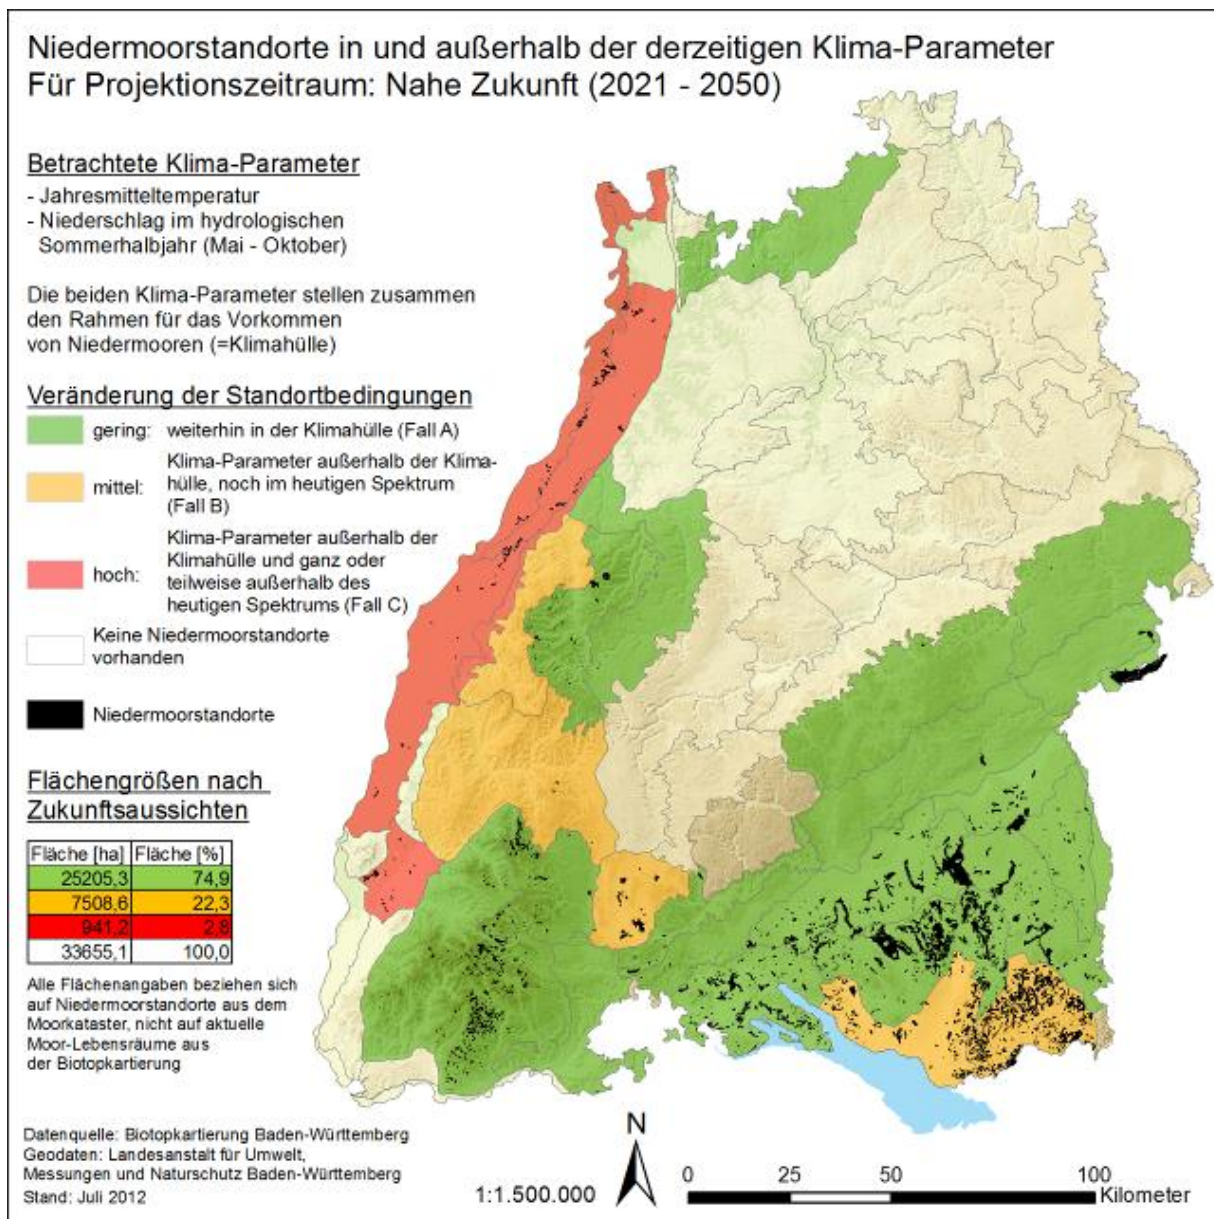 Niedermoorstandorte in und außerhalb der derzeitigen Klima-Parameter
Für Projektionszeitraum: Nahe Zukunft (2021 - 2050)
Betrachtete Klima-Parameter
- Jahresmitteltemperatur
- Niederschlag im hydrologischen
Sommerhalbjahr (Mai - Oktober)
Die beiden Klima-Parameter stellen zusammen
den Rahmen für das Vorkommen
von Niedermooren (=Klimahülle)
Veränderung der Standortbedingungen
gering: weiterhin in der Klimahülle (Fall A)
Klima-Parameter außerhalb der Klima-
mittel: hülle, noch im heutigen Spektrum
(Fall B)
Klima-Parameter außerhalb der
Klimahülle und ganz oder
hoch: teilweise außerhalb des
heutigen Spektrums (Fall C)
Keine Niedermoorstandorte
vorhanden
Niedermoorstandorte
Flächengrößen nach
Zukunftsaussichten
Fläche [ha] Fläche [%]
25205,3 74,9
7508,6 22,3
941,2 2,8
33655,1 100,0
Alle Flächenangaben beziehen sich
auf Niedermoorstandorte aus dem
Moorkataster, nicht auf aktuelle
Moor-Lebensräume aus
der Biotopkartierung
Datenquelle: Biotopkartierung Baden-Württemberg
Geodaten: Landesanstalt für Umwelt,
Messungen und Naturschutz Baden-Württemberg
Stand: Juli 2012
1:1.500.000
N
0 25 50 100
Kilometer